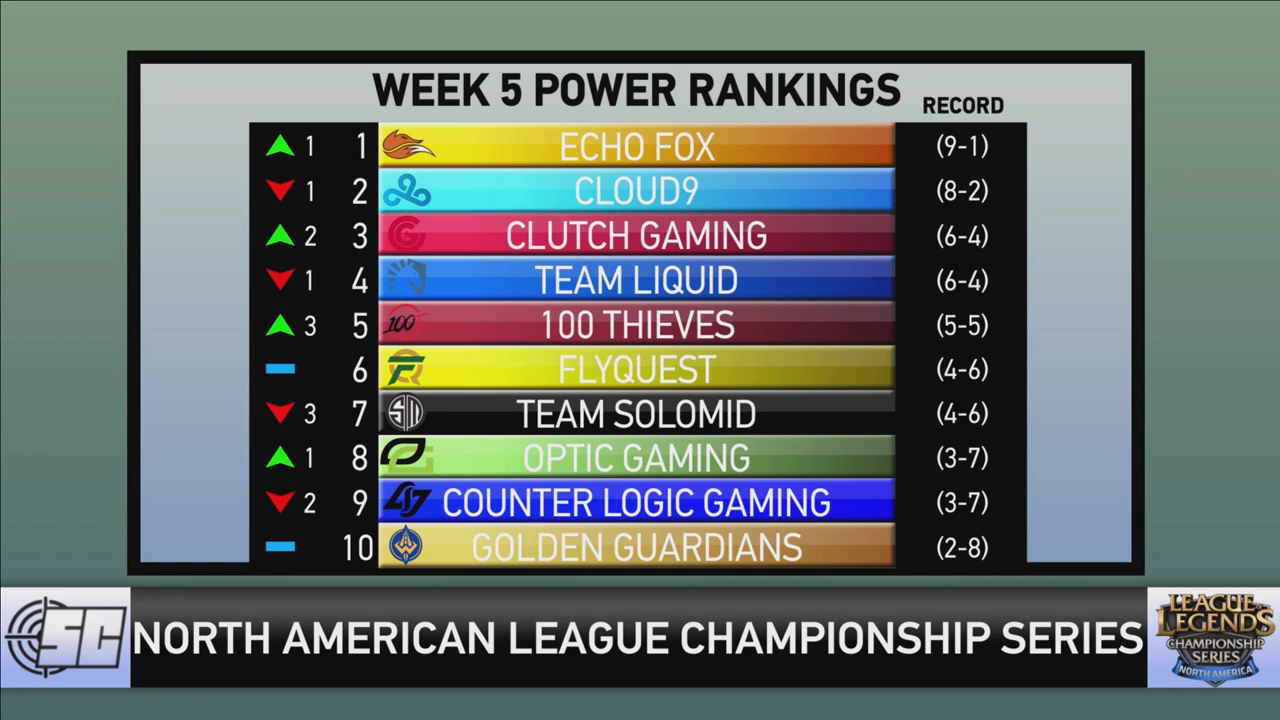 WEEK 5 POWER RANKINGS RECORD
1 1 ECHO FOX (9-1)
1 2 CLOUD9 (8-2)
2 3 CLUTCH GAMING (6-4)
1 4 TEAM LIQUID (6-4)
3 5 100 THIEVES (5-5)
6 FLYQUEST (4-6)
3 7 TEAM SOLOMID (4-6)
1 8 OPTIC GAMING (3-7)
2 9 COUNTER LOGIC GAMING (3-7)
10 GOLDEN GUARDIANS (2-8)
SC NORTH AMERICAN LEAGUE CHAMPIONSHIP SERIES
LEAGUE of
LEGENDS
CHAMPIONSHIP
SERIES
NORTH AMERICA